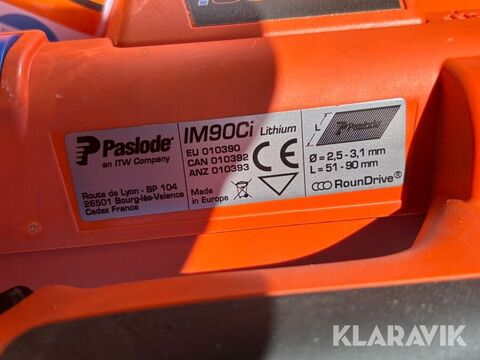 Paslode®
an ITW Company
Route de Lyon - BP 104
26501 Bourg-lès-Valence
Cedex France
IM90Ci Lithium
EU 010390
CAN 010392
ANZ 010393
Made
in Europe
CE
L
Ø = 2,5 - 3,1 mm
L = 51 - 90 mm
RounDrive®
KLARAVIK